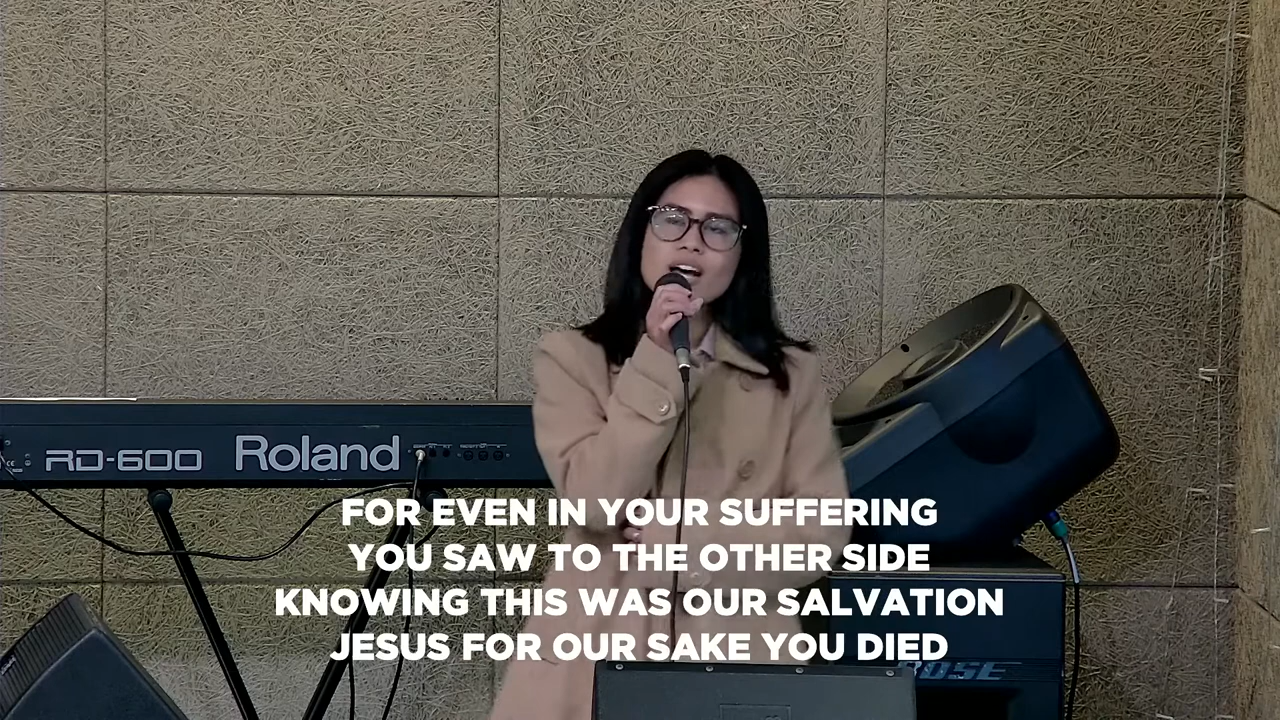 RD-600 Roland
FOR EVEN IN YOUR SUFFERING
YOU SAW TO THE OTHER SIDE
KNOWING THIS WAS OUR SALVATION
JESUS FOR OUR SAKE YOU DIED
BOSE